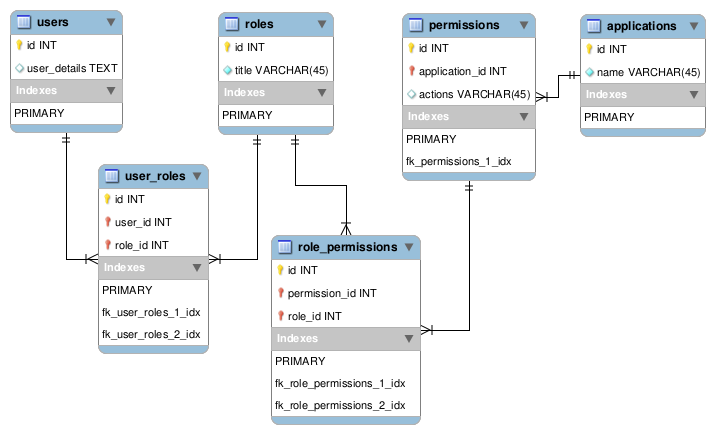 users
id INT
user_details TEXT
Indexes
PRIMARY
roles
id INT
title VARCHAR(45)
Indexes
PRIMARY
permissions
id INT
application_id INT
actions VARCHAR(45)
Indexes
PRIMARY
fk_permissions_1_idx
applications
id INT
name VARCHAR(45)
Indexes
PRIMARY
user_roles
id INT
user_id INT
role_id INT
Indexes
PRIMARY
fk_user_roles_1_idx
fk_user_roles_2_idx
role_permissions
id INT
permission_id INT
role_id INT
Indexes
PRIMARY
fk_role_permissions_1_idx
fk_role_permissions_2_idx